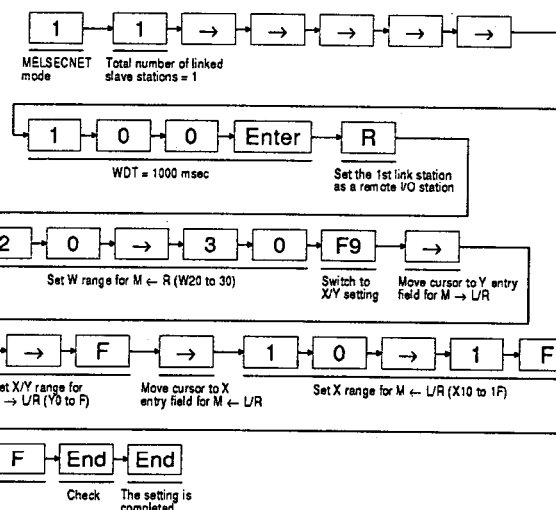 1 1 → → → → →
MELSECNET mode
Total number of linked slave stations = 1
1 0 0 Enter R
WDT = 1000 msec
Set the 1st link station as a remote I/O station
2 0 → 3 0 F9 →
Set W range for M ← R (W20 to 30)
Switch to X/Y setting
Move cursor to Y entry field for M → L/R
→ F → 1 0 → 1 F
et X/Y range for → L/R (Y0 to F)
Move cursor to X entry field for M ← L/R
Set X range for M ← L/R (X10 to 1F)
F End End
Check
The setting is completed